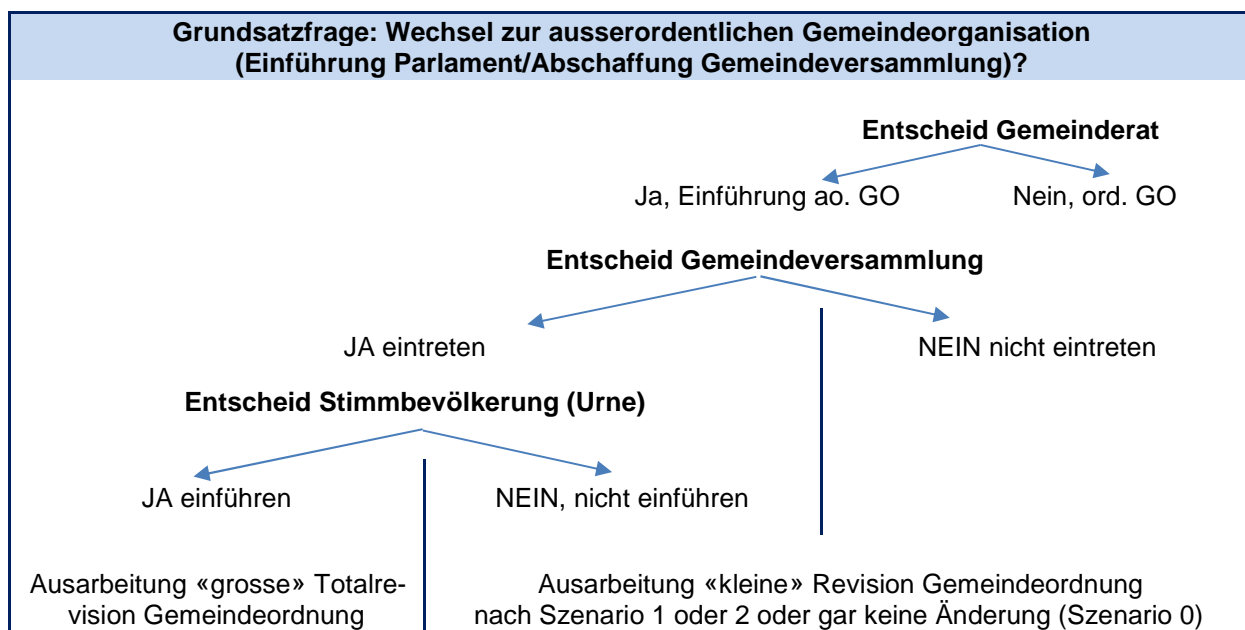 Grundsatzfrage: Wechsel zur ausserordentlichen Gemeindeorganisation
(Einführung Parlament/Abschaffung Gemeindeversammlung)?
Entscheid Gemeinderat
Ja, Einführung ao. GO Nein, ord. GO
Entscheid Gemeindeversammlung
JA eintreten NEIN nicht eintreten
Entscheid Stimmbevölkerung (Urne)
JA einführen NEIN, nicht einführen
Ausarbeitung «grosse» Totalre-
vision Gemeindeordnung
Ausarbeitung «kleine» Revision Gemeindeordnung
nach Szenario 1 oder 2 oder gar keine Änderung (Szenario 0)